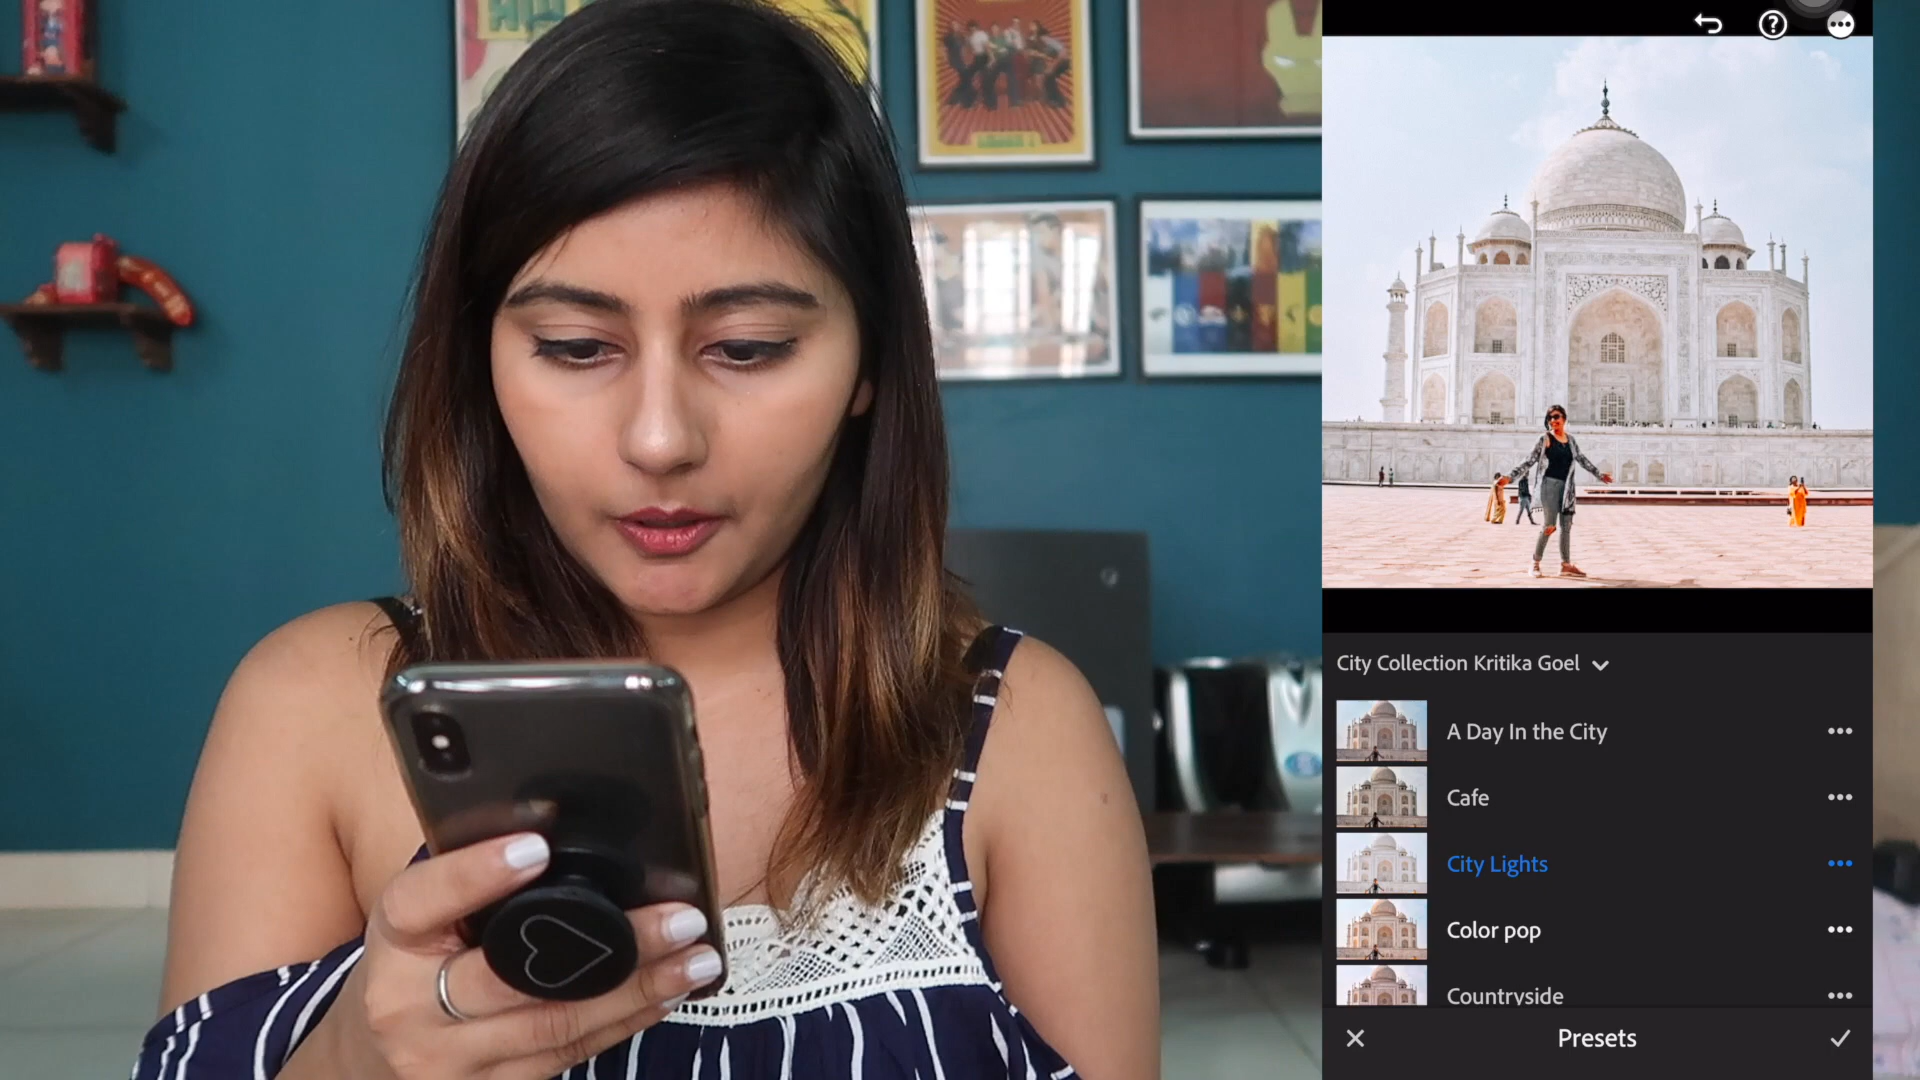 City Collection Kritika Goel
A Day In the City
Cafe
City Lights
Color pop
Countryside
Presets